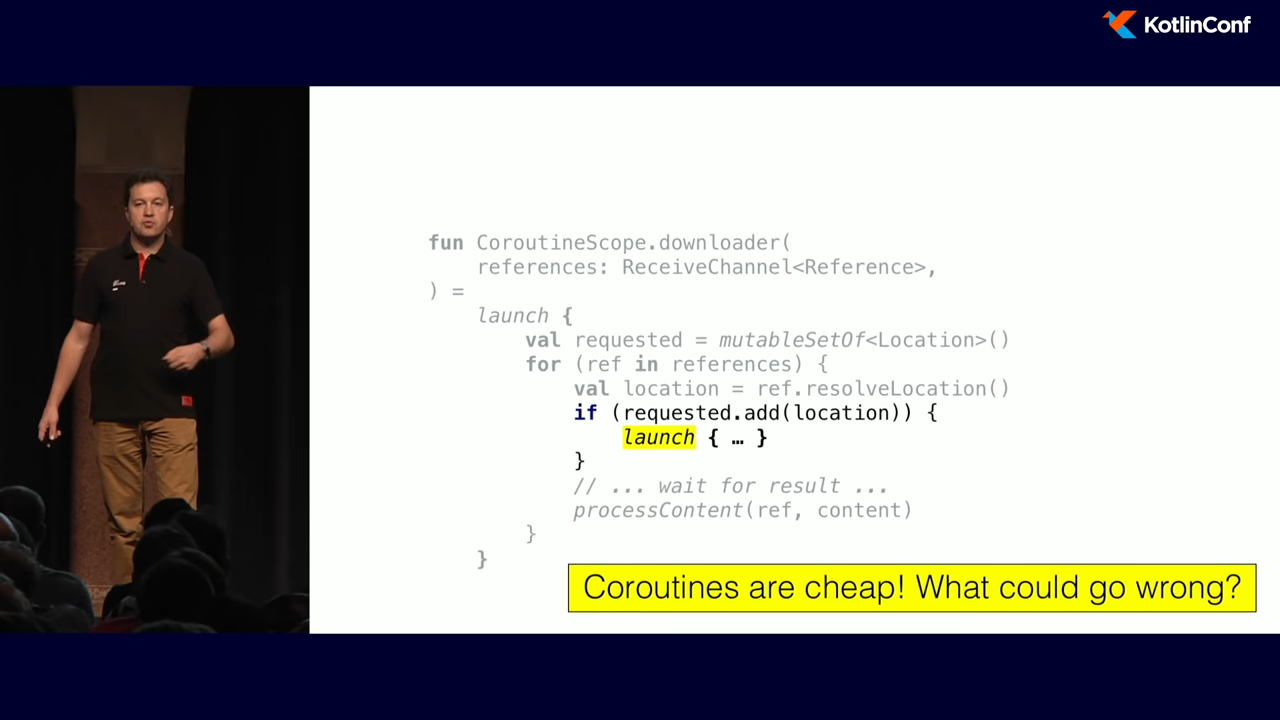 KotlinConf
fun CoroutineScope.downloader(
    references: ReceiveChannel<Reference>,
) =
    launch {
        val requested = mutableSetOf<Location>()
        for (ref in references) {
            val location = ref.resolveLocation()
            if (requested.add(location)) {
                launch { … }
            }
            // ... wait for result ...
            processContent(ref, content)
        }
    }
Coroutines are cheap! What could go wrong?